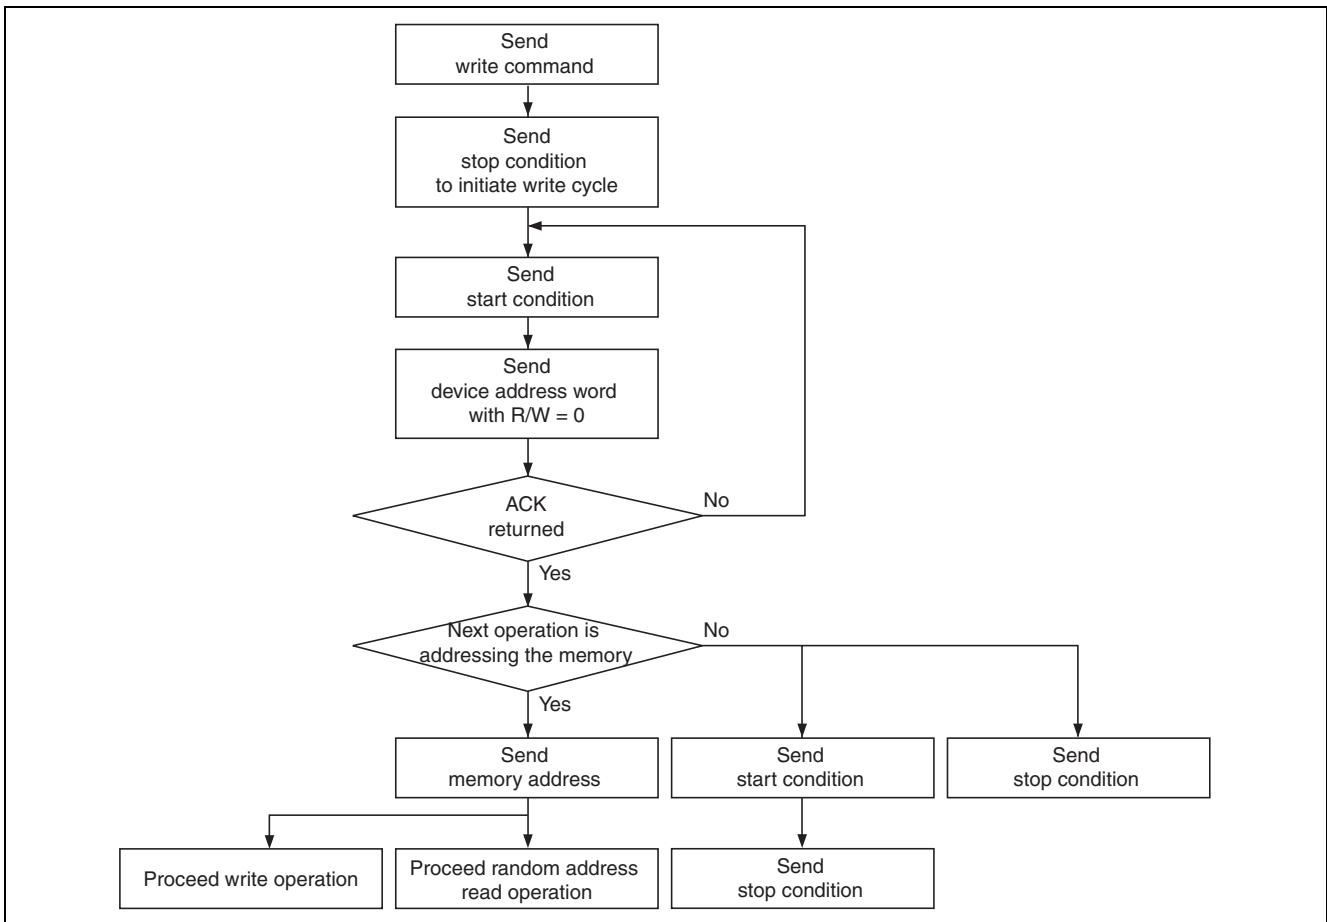 Send
write command
Send
stop condition
to initiate write cycle
Send
start condition
Send
device address word
with R/W = 0
ACK
returned
No
Yes
Next operation is
addressing the memory
No
Yes
Send
memory address
Send
start condition
Send
stop condition
Proceed write operation
Proceed random address
read operation
Send
stop condition